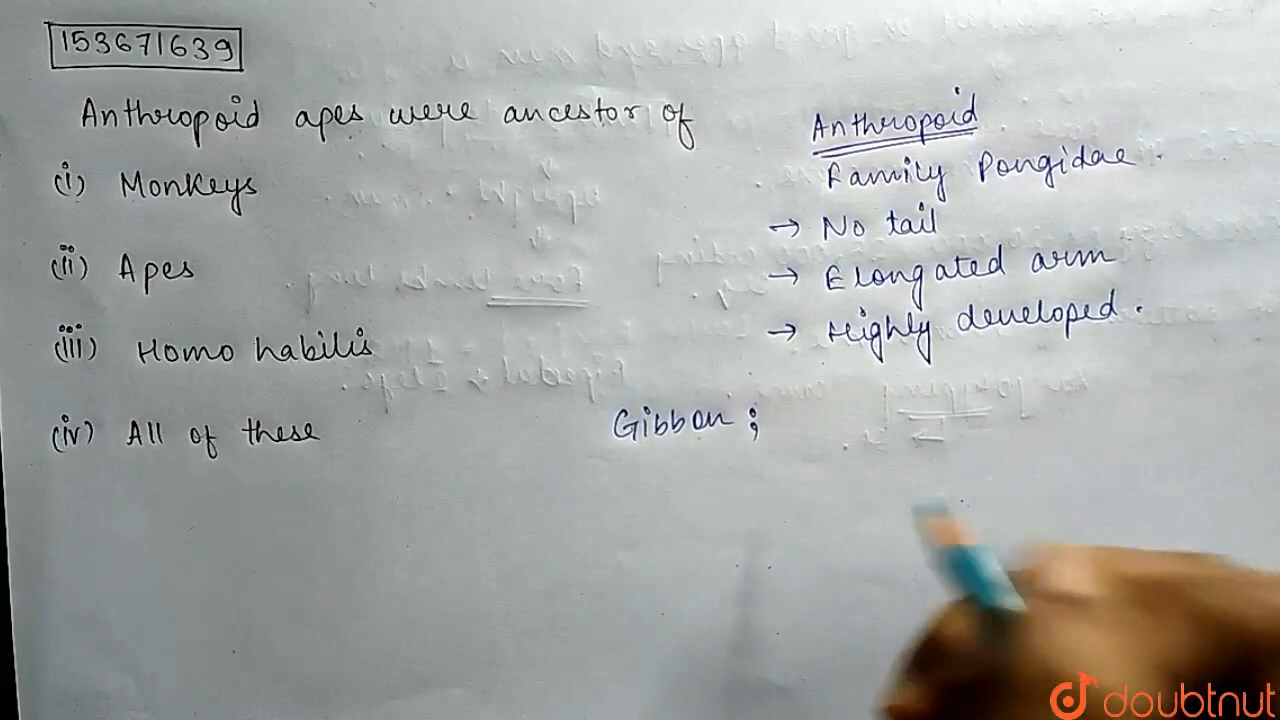 153671639
Anthropoid apes were ancestor of
(i) Monkeys
(ii) Apes
(iii) Homo habilis
(iv) All of these
Anthropoid
Family Pongidae.
→ No tail
→ Elongated arm
→ Highly developed.
Gibbon ;
doubtnut